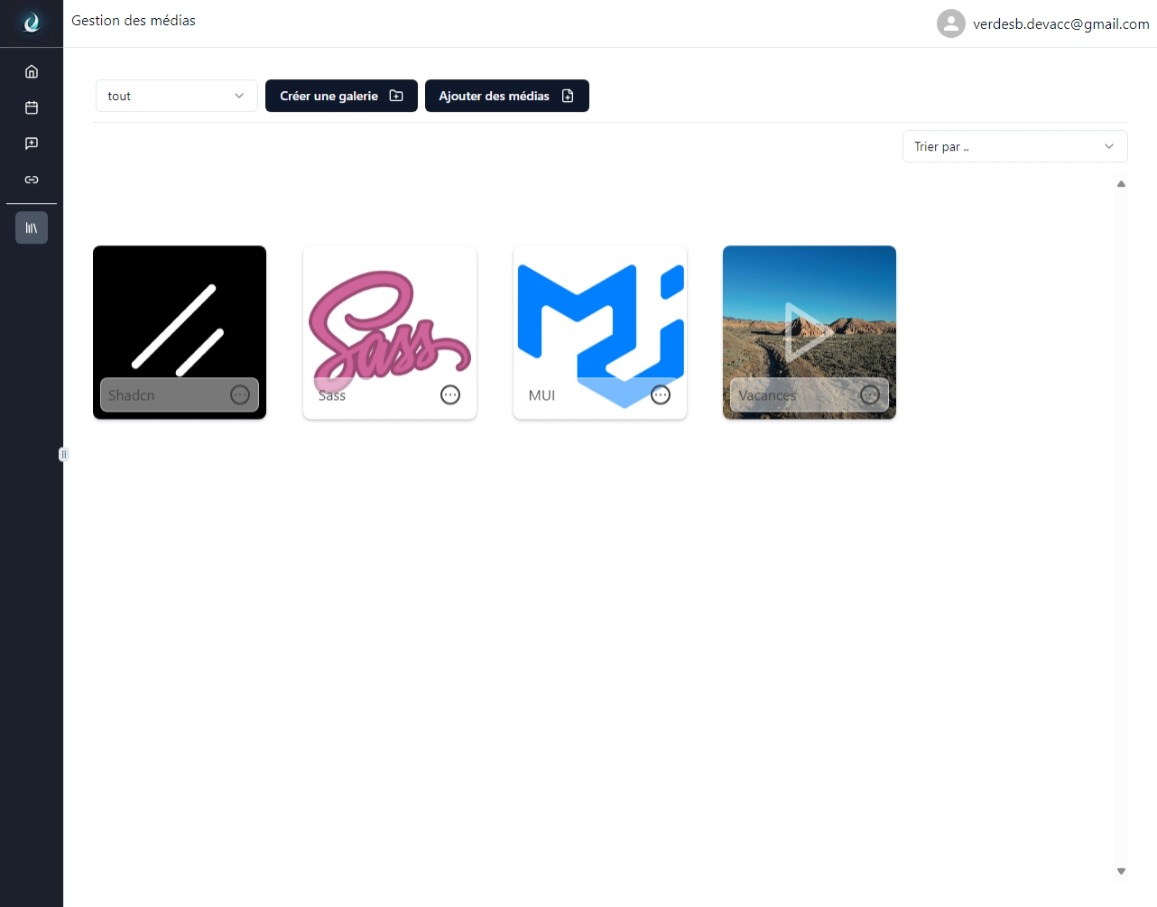 Gestion des médias
verdesb.devacc@gmail.com
tout
Créer une galerie
Ajouter des médias
Trier par ..
Shadcn
Sass
Sass
MUI
Vacances